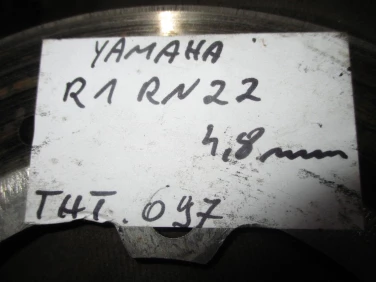 YAMAHA
R1 RN22
4,8 mm
THT. 097